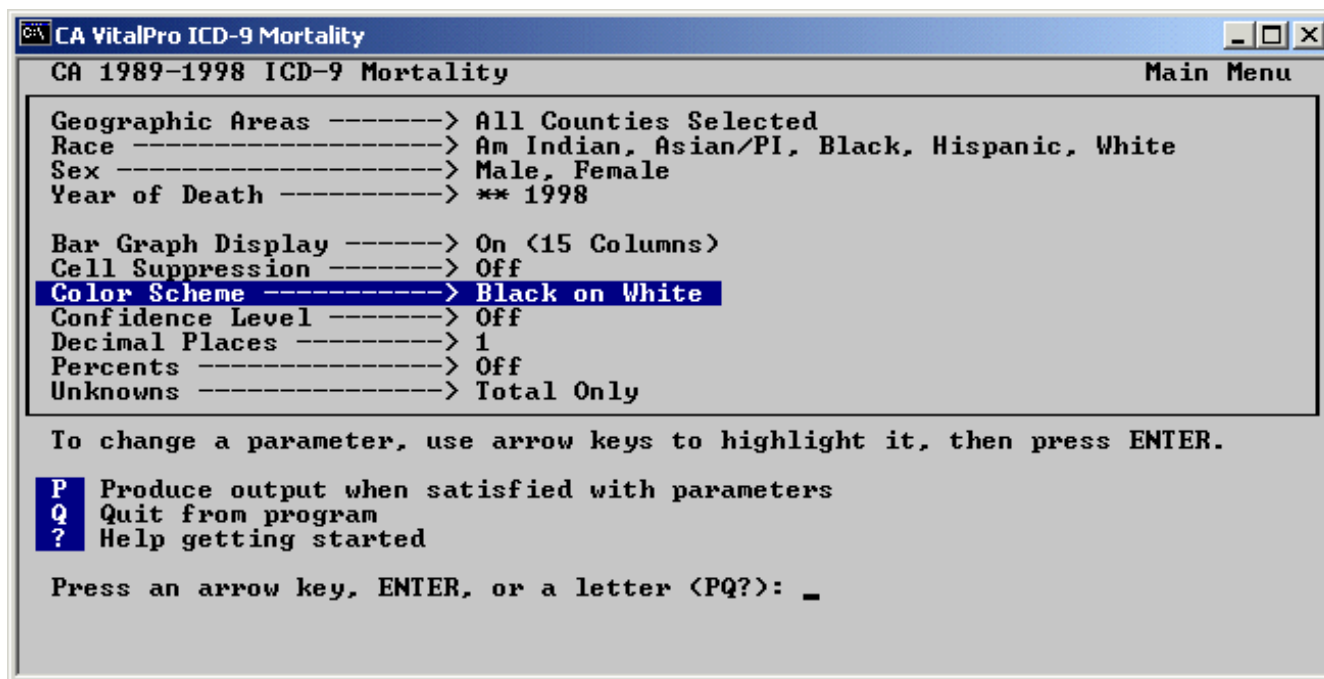 CA VitalPro ICD-9 Mortality
CA 1989-1998 ICD-9 Mortality Main Menu
Geographic Areas -------> All Counties Selected
Race -------------------> Am Indian, Asian/PI, Black, Hispanic, White
Sex --------------------> Male, Female
Year of Death ----------> ** 1998
Bar Graph Display ------> On (15 Columns)
Cell Suppression -------> Off
Color Scheme -----------> Black on White
Confidence Level -------> Off
Decimal Places ---------> 1
Percents ---------------> Off
Unknowns ---------------> Total Only
To change a parameter, use arrow keys to highlight it, then press ENTER.
P Produce output when satisfied with parameters
Q Quit from program
? Help getting started
Press an arrow key, ENTER, or a letter (PQ?): _